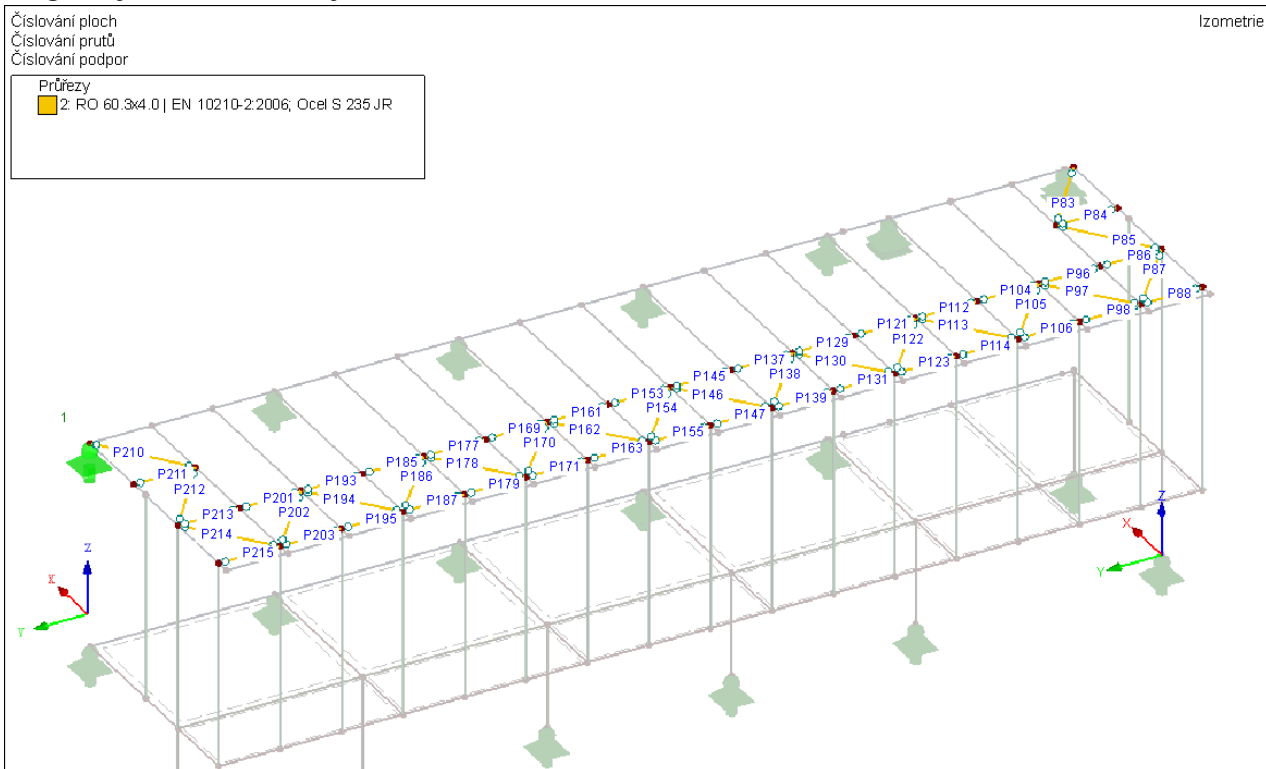 Číslování ploch
Izometrie
Číslování prutů
Číslování podpor
Průřezy
2: RO 60.3x4.0 | EN 10210-2:2006; Ocel S 235 JR
P83
P84
P85
P86
P87
P88
P96
P97
P98
P104
P105
P106
P112
P113
P114
P121
P122
P123
P129
P130
P131
P137
P138
P139
P145
P146
P147
P153
P154
P155
P161
P162
P163
P169
P170
P171
P177
P178
P179
P185
P186
P187
P193
P194
P195
P201
P202
P203
1
P210
P211
P212
P213
P214
P215
Z
X
Y
Z
X
Y